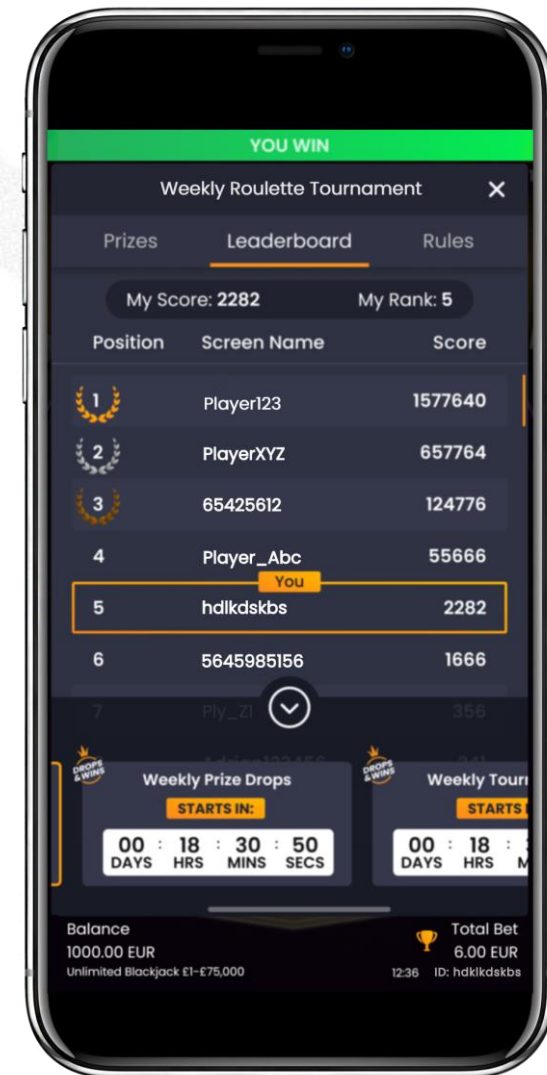 YOU WIN
Weekly Roulette Tournament
Prizes Leaderboard Rules
My Score: 2282 My Rank: 5
Position Screen Name Score
1 Player123 1577640
2 PlayerXYZ 657764
3 65425612 124776
4 Player_Abc 55666
You
5 hdlkdskbs 2282
6 5645985156 1666
7 Ply_Z1 356
DROPS & WINS
Weekly Prize Drops
STARTS IN:
00 : 18 : 30 : 50
DAYS HRS MINS SECS
DROPS & WINS
Weekly Tour
STARTS I
00 : 18 :
DAYS HRS M
Balance
1000.00 EUR
Unlimited Blackjack £1-£75,000
Total Bet
6.00 EUR
12:36 ID: hdklkdskbs